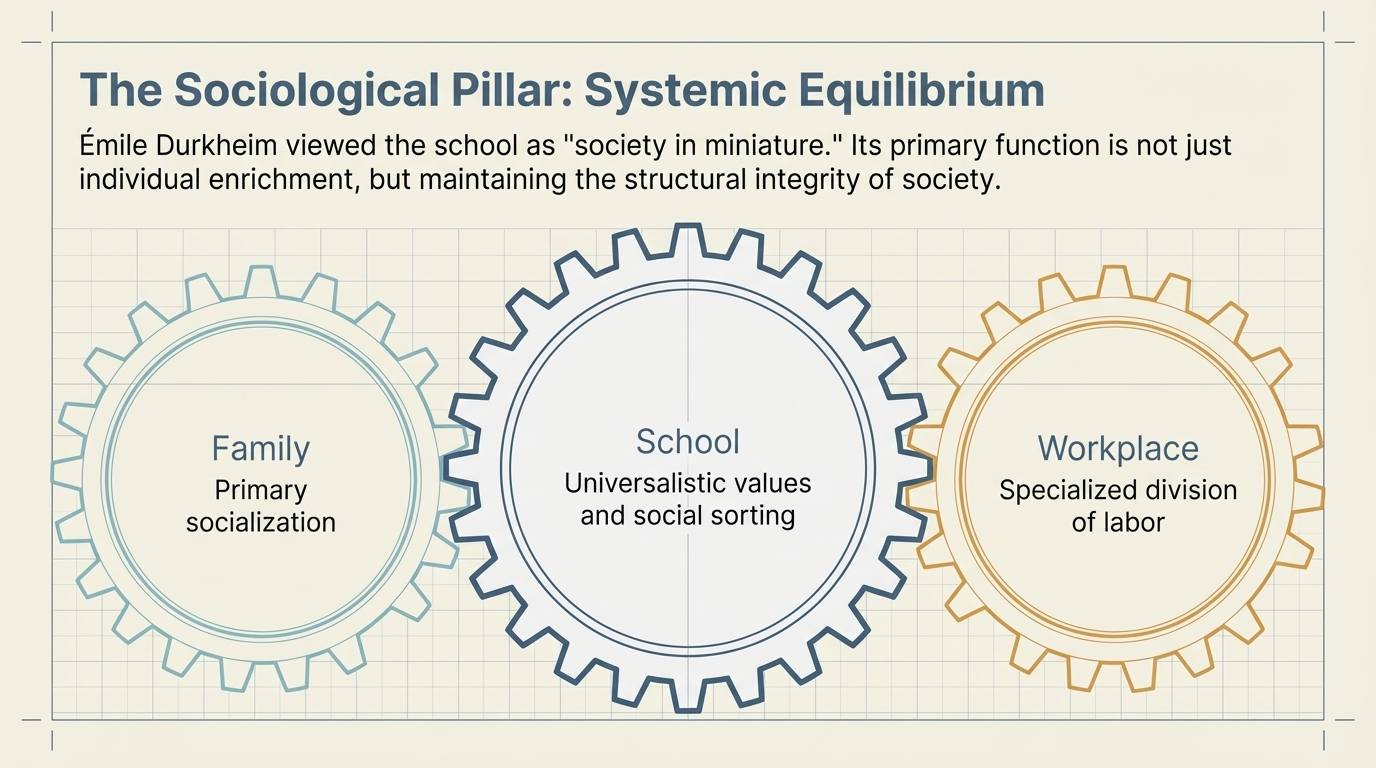 The Sociological Pillar: Systemic Equilibrium
Émile Durkheim viewed the school as "society in miniature." Its primary function is not just
individual enrichment, but maintaining the structural integrity of society.
Family
Primary
socialization
School
Universalistic values
and social sorting
Workplace
Specialized division
of labor